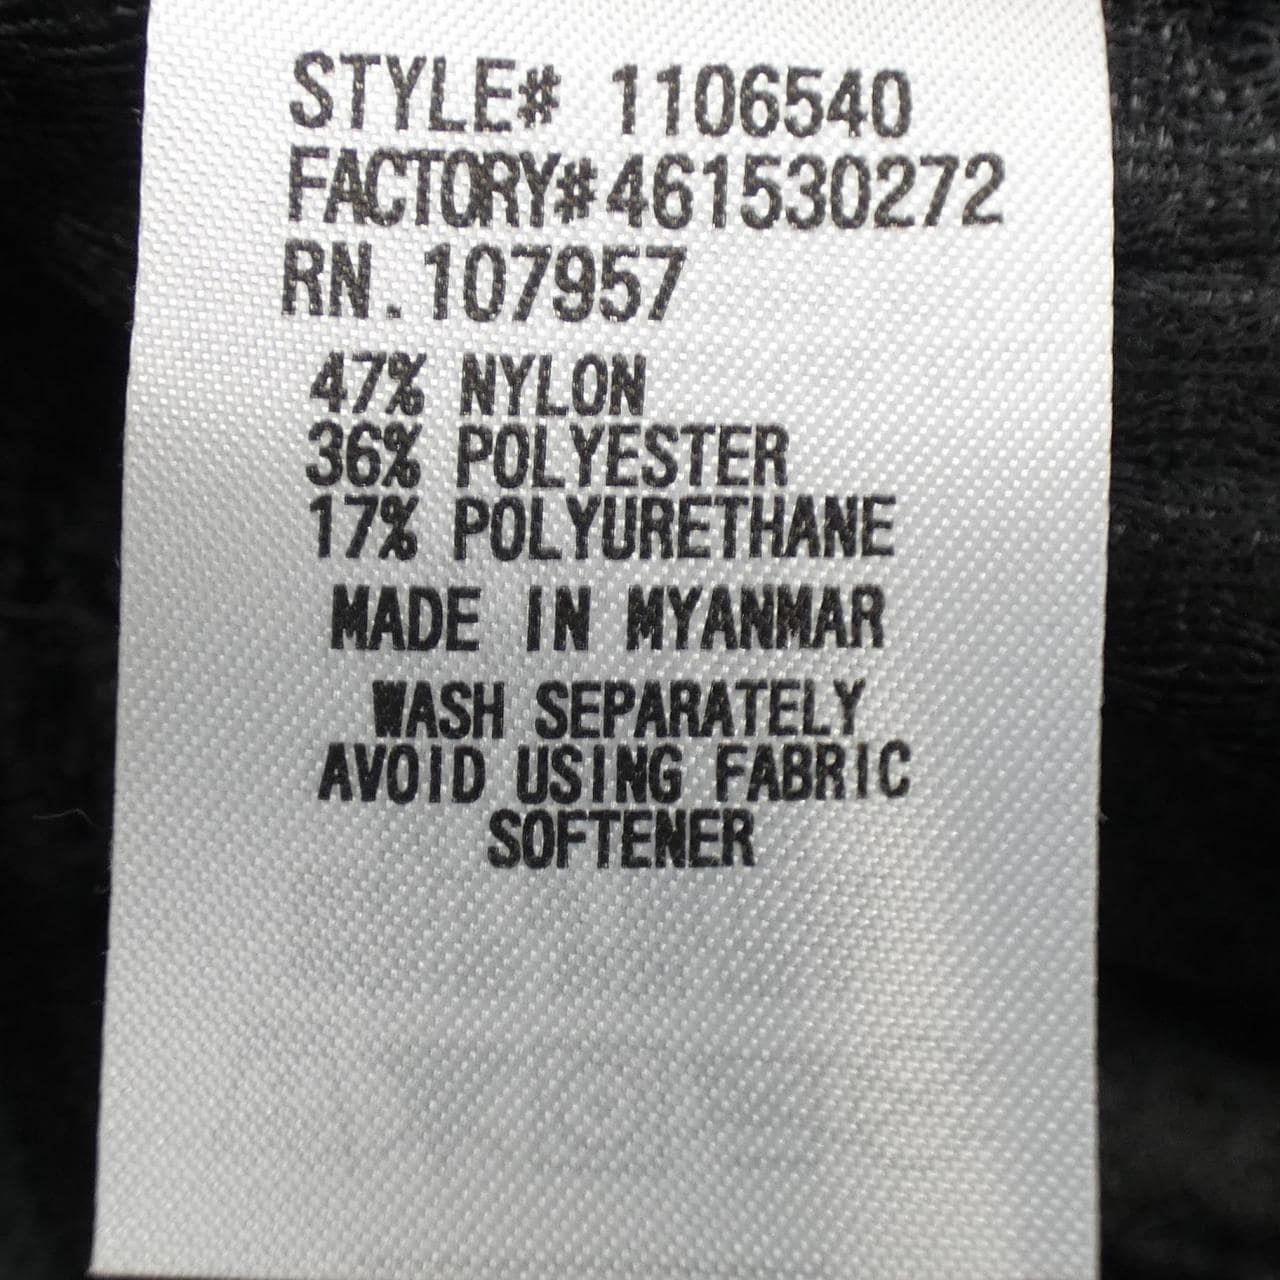 STYLE# 1106540
FACTORY#461530272
RN.107957
47% NYLON
36% POLYESTER
17% POLYURETHANE
MADE IN MYANMAR
WASH SEPARATELY
AVOID USING FABRIC
SOFTENER